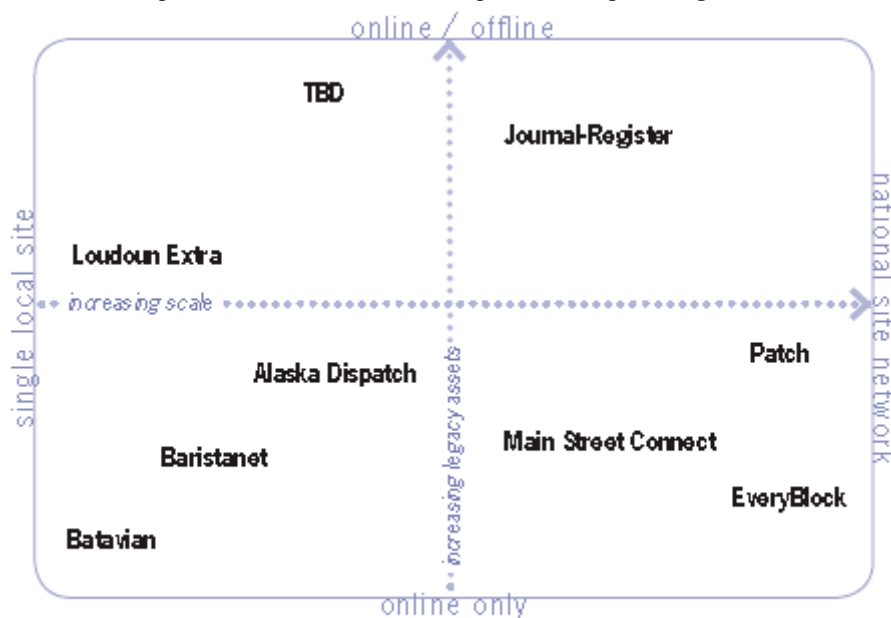 online / offline
TBD
Journal-Register
single local site
national site network
Loudoun Extra
increasing scale
Patch
Alaska Dispatch
increasing legacy assets
Main Street Connect
Baristanet
EveryBlock
Batavian
online only